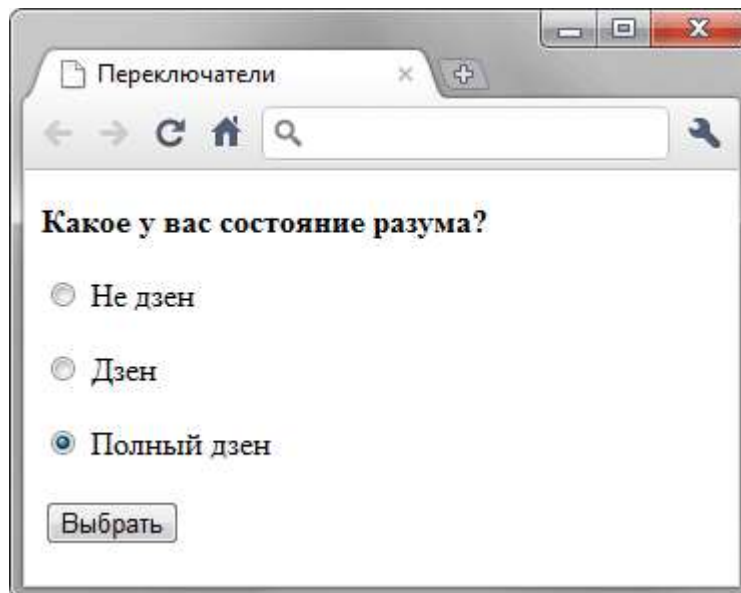 Переключатели
Какое у вас состояние разума?
Не дзен
Дзен
Полный дзен
Выбрать